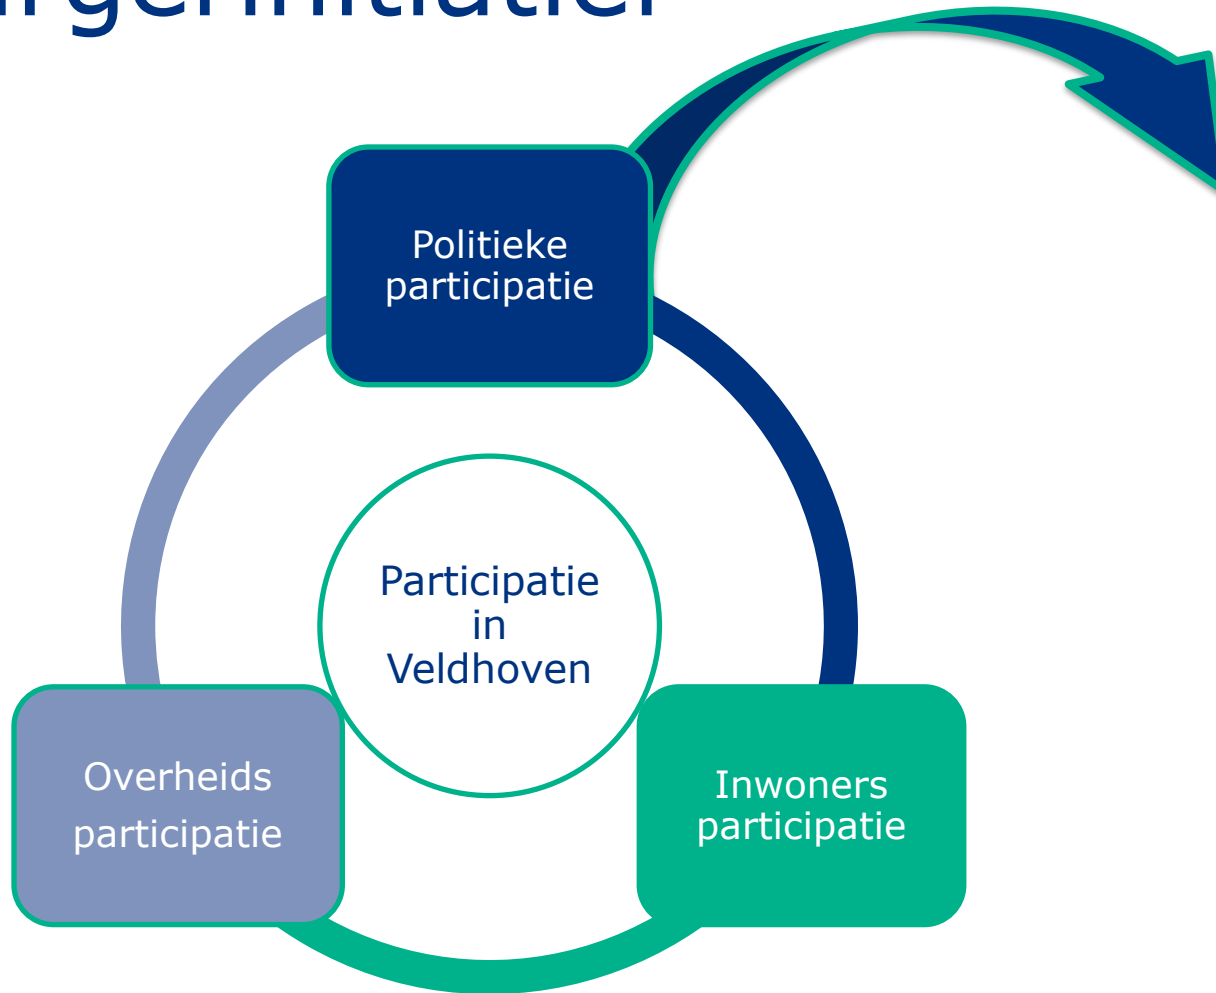 Politieke
participatie
Participatie
in
Veldhoven
Overheids
participatie
Inwoners
participatie